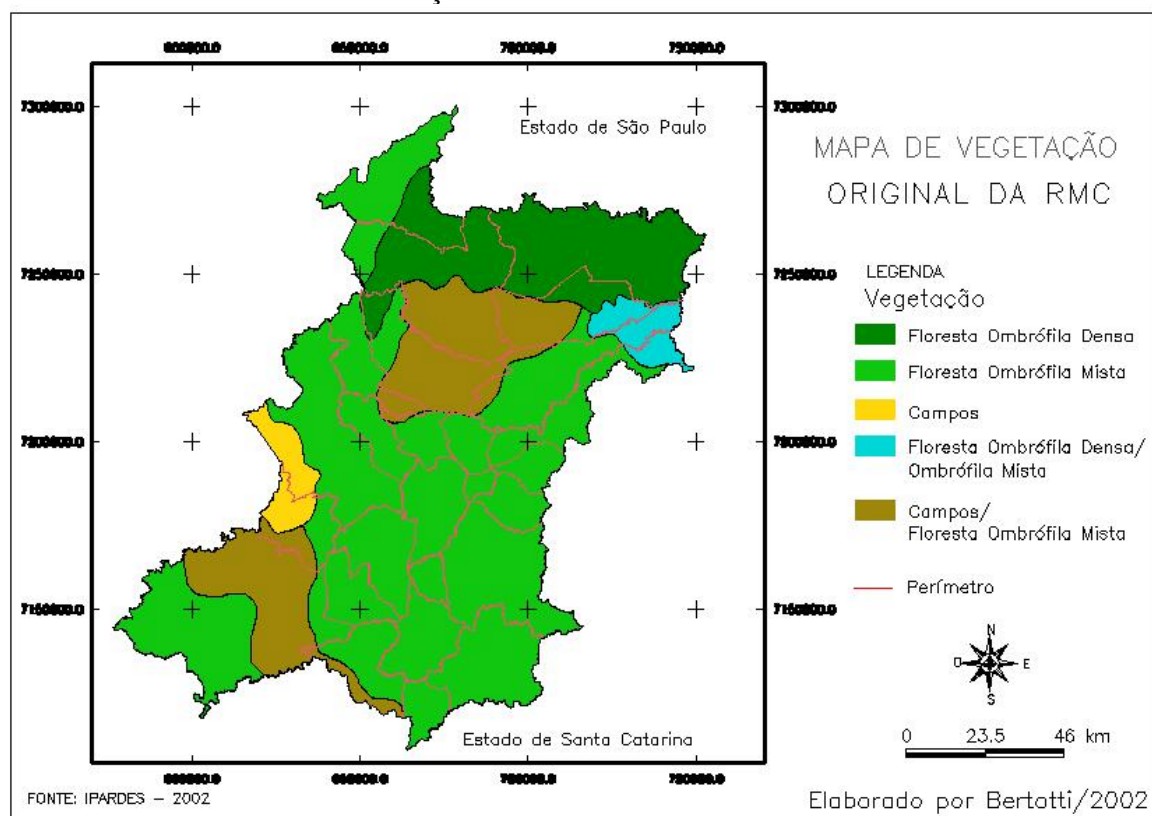 Estado de São Paulo
Estado de Santa Catarina
MAPA DE VEGETAÇÃO
ORIGINAL DA RMC
LEGENDA
Vegetação
Floresta Ombrófila Densa
Floresta Ombrófila Mista
Campos
Floresta Ombrófila Densa/
Ombrófila Mista
Campos/
Floresta Ombrófila Mista
Perímetro
N
O
E
S
0 23.5 46 km
FONTE: IPARDES – 2002
Elaborado por Bertotti/2002